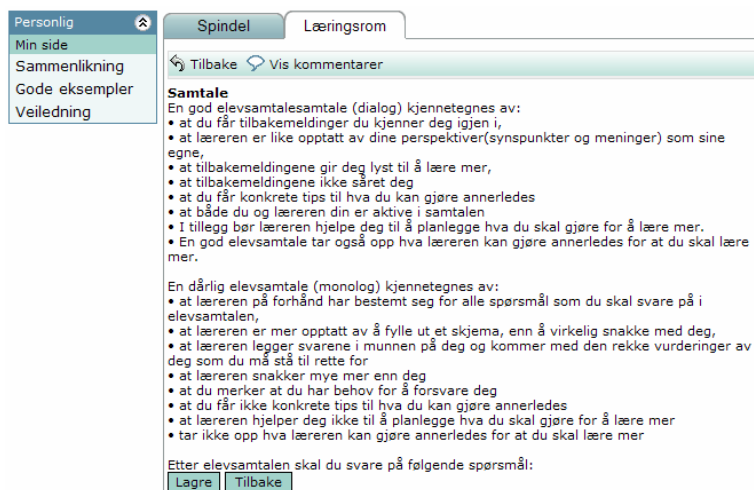 Personlig
Min side
Sammenlikning
Gode eksempler
Veiledning
Spindel
Læringsrom
Tilbake Vis kommentarer
Samtale
En god elevsamtalesamtale (dialog) kjennetegnes av:
• at du får tilbakemeldinger du kjenner deg igjen i,
• at læreren er like opptatt av dine perspektiver(synspunkter og meninger) som sine
egne,
• at tilbakemeldingene gir deg lyst til å lære mer,
• at tilbakemeldingene ikke såret deg
• at du får konkrete tips til hva du kan gjøre annerledes
• at både du og læreren din er aktive i samtalen
• I tillegg bør læreren hjelpe deg til å planlegge hva du skal gjøre for å lære mer.
• En god elevsamtale tar også opp hva læreren kan gjøre annerledes for at du skal lære
mer.
En dårlig elevsamtale (monolog) kjennetegnes av:
• at læreren på forhånd har bestemt seg for alle spørsmål som du skal svare på i
elevsamtalen,
• at læreren er mer opptatt av å fylle ut et skjema, enn å virkelig snakke med deg,
• at læreren legger svarene i munnen på deg og kommer med den rekke vurderinger av
deg som du må stå til rette for
• at læreren snakker mye mer enn deg
• at du merker at du har behov for å forsvare deg
• at du får ikke konkrete tips til hva du kan gjøre annerledes
• at læreren hjelper deg ikke til å planlegge hva du skal gjøre for å lære mer
• tar ikke opp hva læreren kan gjøre annerledes for at du skal lære mer
Etter elevsamtalen skal du svare på følgende spørsmål:
Lagre Tilbake